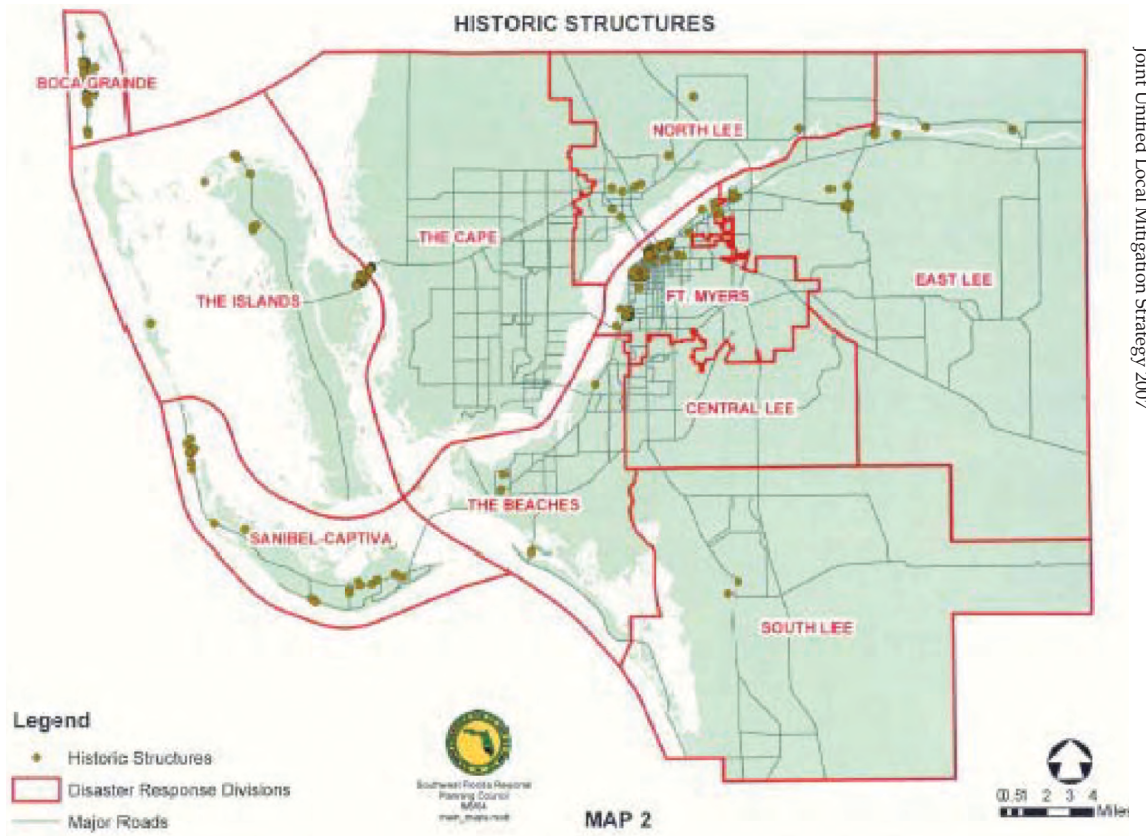 HISTORIC STRUCTURES
Joint Unified Local Mitigation Strategy 2007
BOCA GRANDE
NORTH LEE
THE CAPE
EAST LEE
THE ISLANDS
FT. MYERS
CENTRAL LEE
THE BEACHES
SANIBEL-CAPTIVA
SOUTH LEE
Legend
Historic Structures
Disaster Response Divisions
Major Roads
Southwest Florida Regional
Planning Council
MAP 2
0 0.5 1 2 3 4
Miles